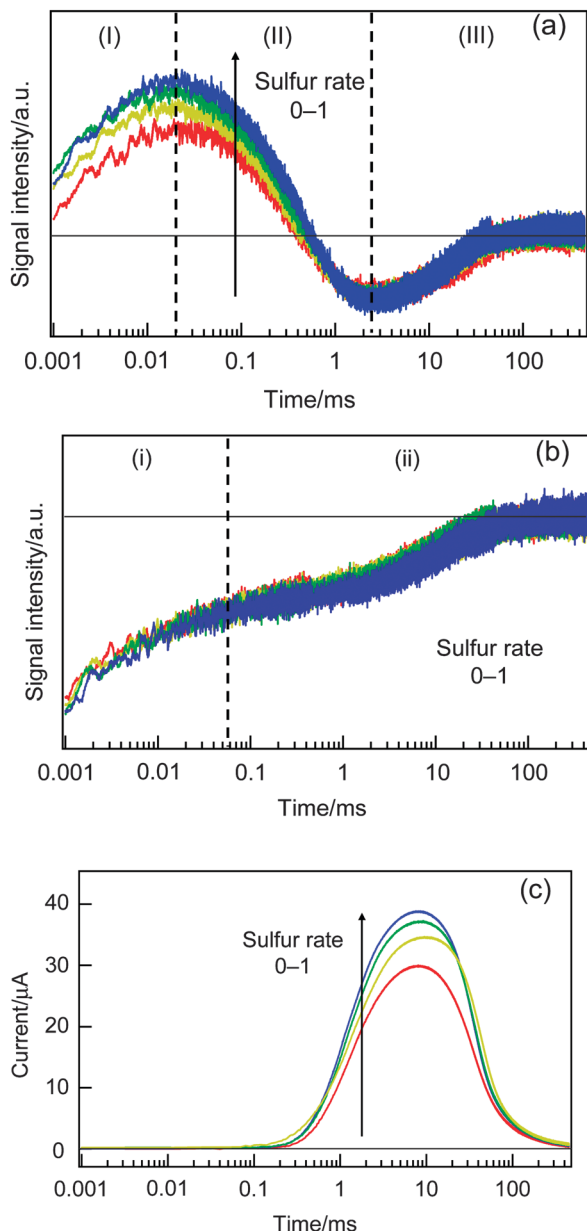 (I)
(II)
(III)
(a)
Sulfur rate
0–1
Signal intensity/a.u.
0.001
0.01
0.1
1
10
100
Time/ms
(i)
(ii)
(b)
Signal intensity/a.u.
Sulfur rate
0–1
0.001
0.01
0.1
1
10
100
Time/ms
(c)
40
30
20
10
0
Current/μA
Sulfur rate
0–1
0.001
0.01
0.1
1
10
100
Time/ms